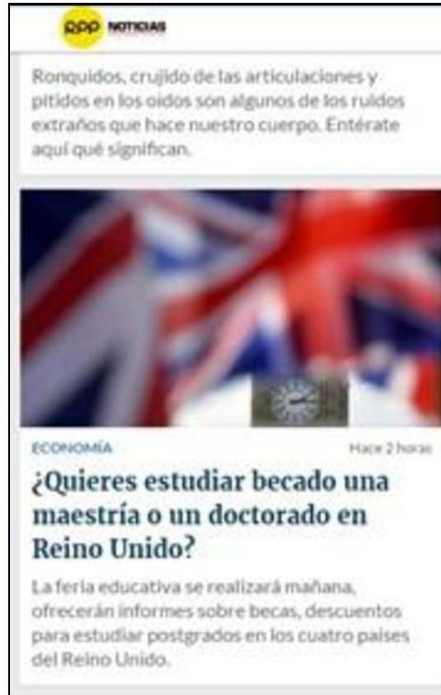 rpp NOTICIAS
Ronquidos, crujido de las articulaciones y
pitidos en los oidos son algunos de los ruidos
extraños que hace nuestro cuerpo. Entérate
aquí qué significan.
ECONOMÍA Hace 2 horas
¿Quieres estudiar becado una
maestría o un doctorado en
Reino Unido?
La feria educativa se realizará mañana,
ofrecerán informes sobre becas, descuentos
para estudiar postgrados en los cuatro países
del Reino Unido.